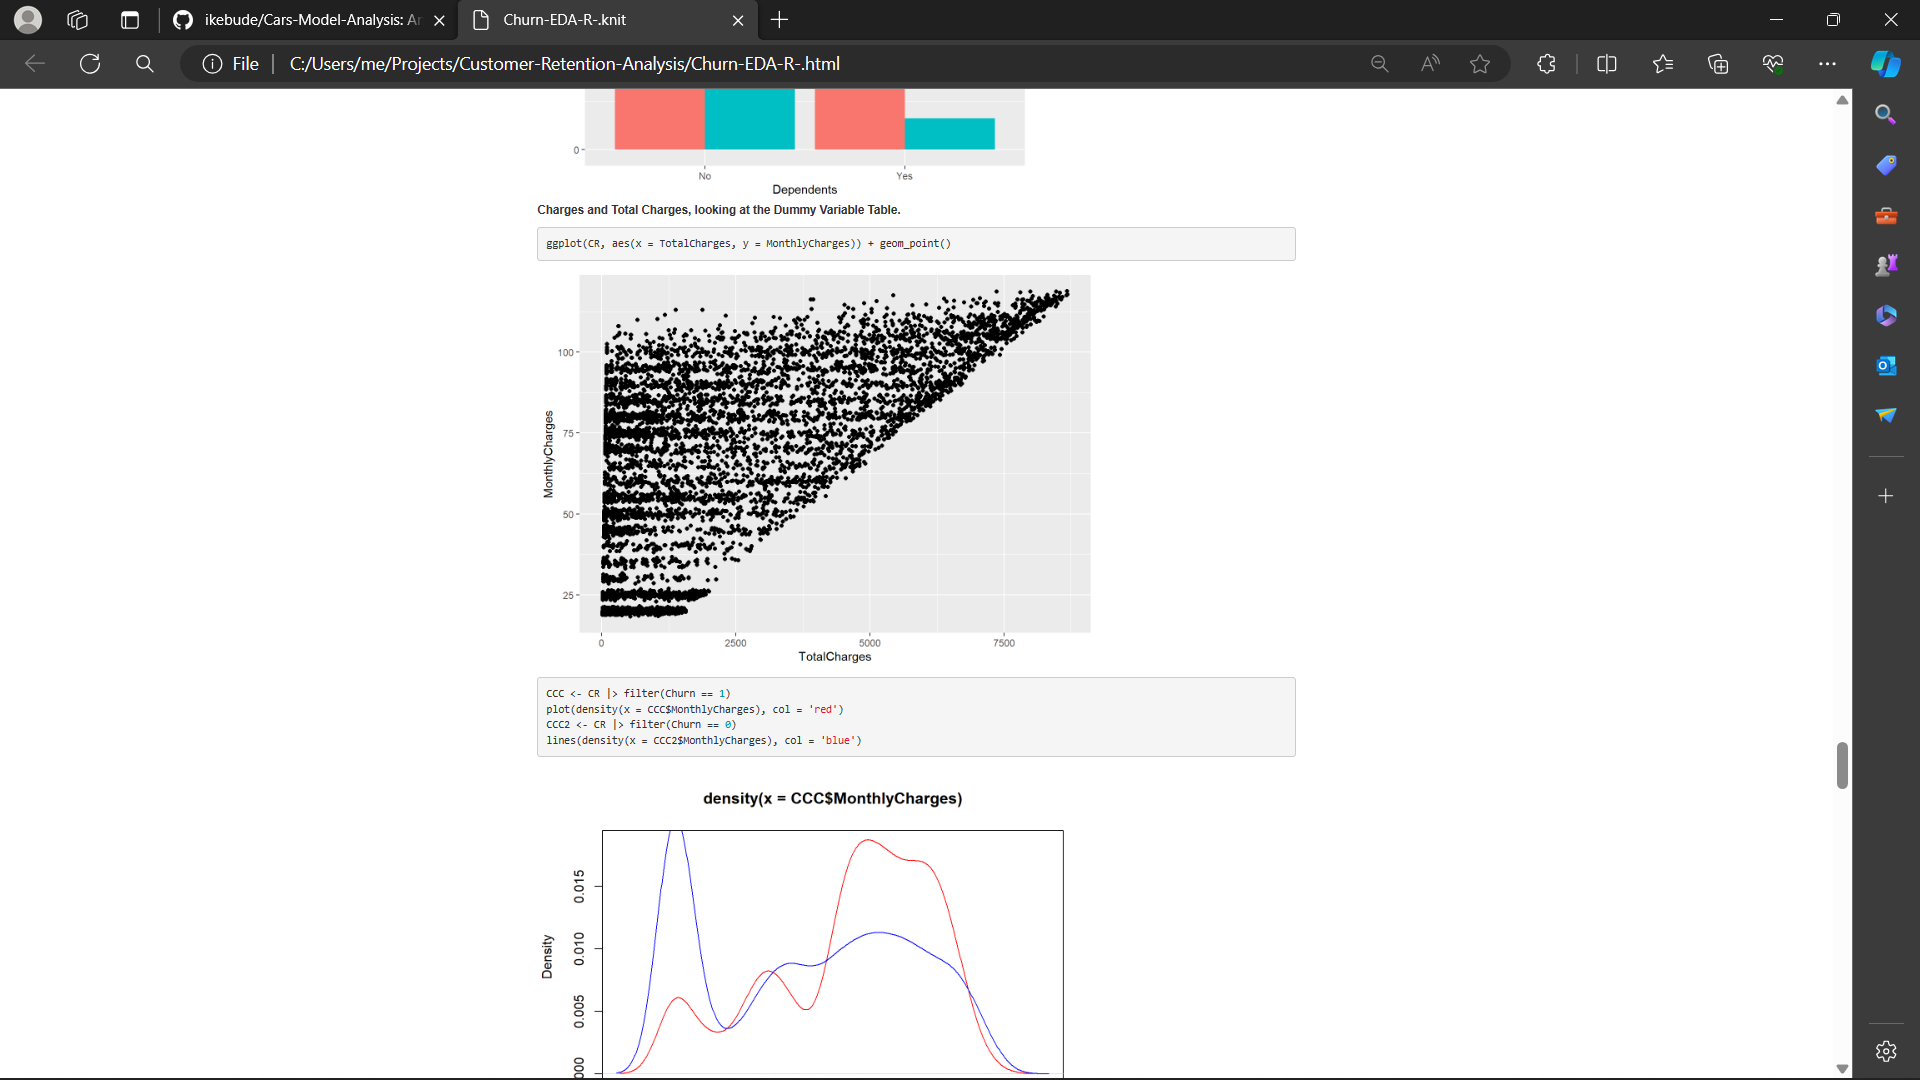 ikebude/Cars-Model-Analysis: An
Churn-EDA-R-.knit
File
C:/Users/me/Projects/Customer-Retention-Analysis/Churn-EDA-R-.html
0
No
Yes
Dependents
Charges and Total Charges, looking at the Dummy Variable Table.
ggplot(CR, aes(x = TotalCharges, y = MonthlyCharges)) + geom_point()
100
75
50
25
MonthlyCharges
0
2500
5000
7500
TotalCharges
CCC <- CR |> filter(Churn == 1)
plot(density(x = CCC$MonthlyCharges), col = 'red')
CCC2 <- CR |> filter(Churn == 0)
lines(density(x = CCC2$MonthlyCharges), col = 'blue')
density(x = CCC$MonthlyCharges)
0.015
0.010
0.005
000
Density